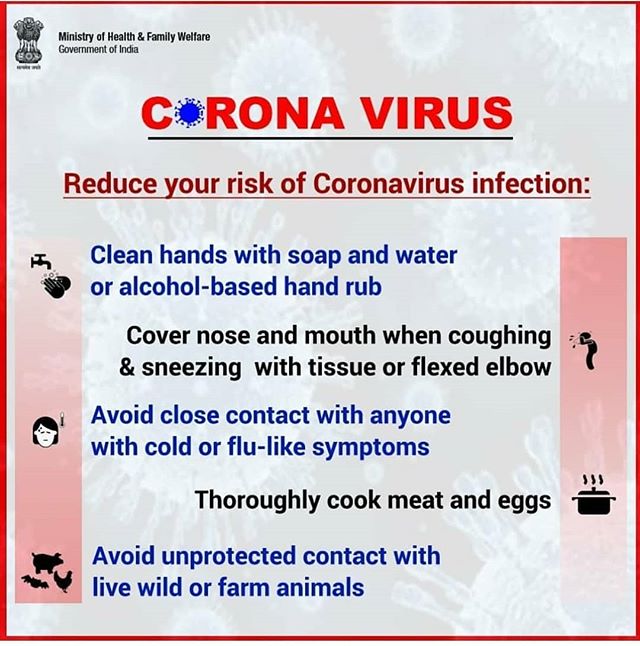 Ministry of Health & Family Welfare
Government of India
सत्यमेव जयते
CORONA VIRUS
Reduce your risk of Coronavirus infection:
Clean hands with soap and water
or alcohol-based hand rub
Cover nose and mouth when coughing
& sneezing with tissue or flexed elbow
Avoid close contact with anyone
with cold or flu-like symptoms
Thoroughly cook meat and eggs
Avoid unprotected contact with
live wild or farm animals